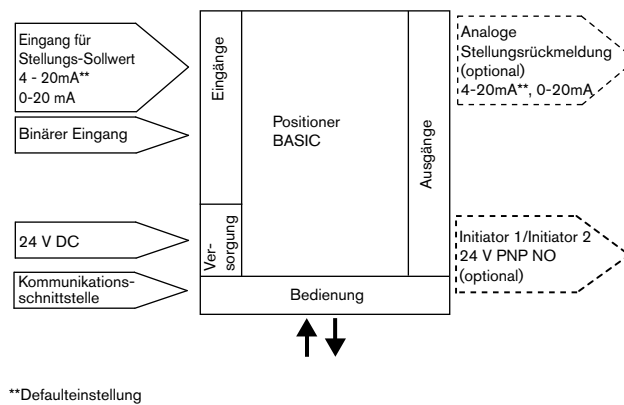 Eingang für
Stellungs-Sollwert
4 - 20mA**
0-20 mA
Binärer Eingang
24 V DC
Kommunikations-
schnittstelle
Eingänge
Ver-
sorgung
Positioner
BASIC
Ausgänge
Bedienung
Analoge
Stellungsrückmeldung
(optional)
4-20mA**, 0-20mA
Initiator 1/Initiator 2
24 V PNP NO
(optional)
**Defaulteinstellung